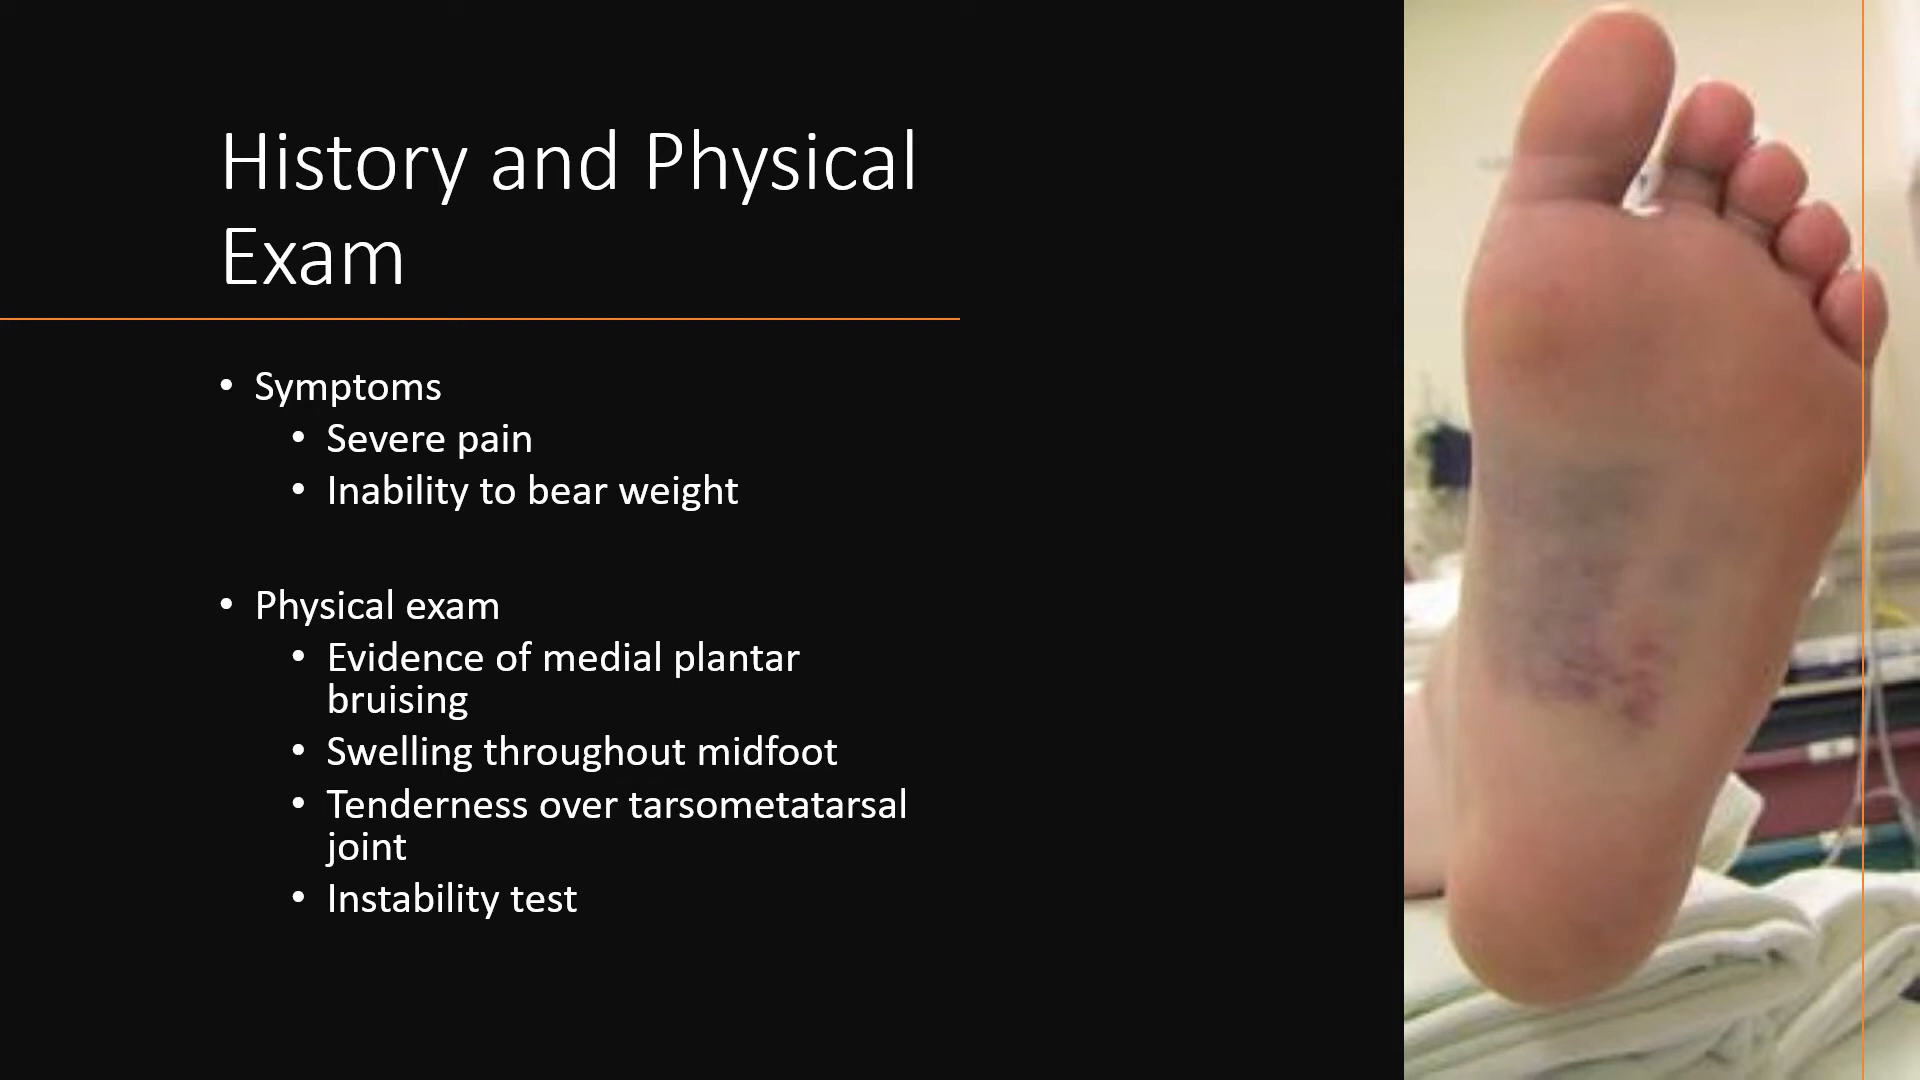 History and Physical
Exam
• Symptoms
• Severe pain
• Inability to bear weight
• Physical exam
• Evidence of medial plantar
bruising
• Swelling throughout midfoot
• Tenderness over tarsometatarsal
joint
• Instability test